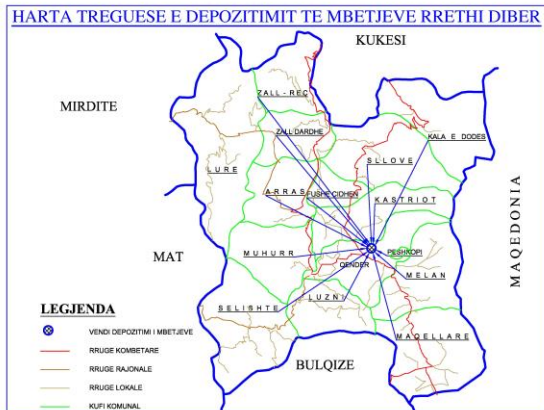 HARTA TREGUESE E DEPOZITIMIT TE MBETJEVE RRETHI DIBER
KUKESI
ZALL - REC
MIRDITE
ZALL DARDHE
KALA E DODES
SLLOVE
LURE
ARRAS
FUSHE ÇIDHEN
KASTRIOT
MAQEDONIA
MUHURR
PESHKOPI
MAT
QENDER
MELAN
LUZNI
SELISHTE
LEGJENDA
MAQELLARE
VENDI DEPOZITIMI I MBETJEVE
RRUGE KOMBETARE
BULQIZE
RRUGE RAJONALE
RRUGE LOKALE
KUFI KOMUNAL